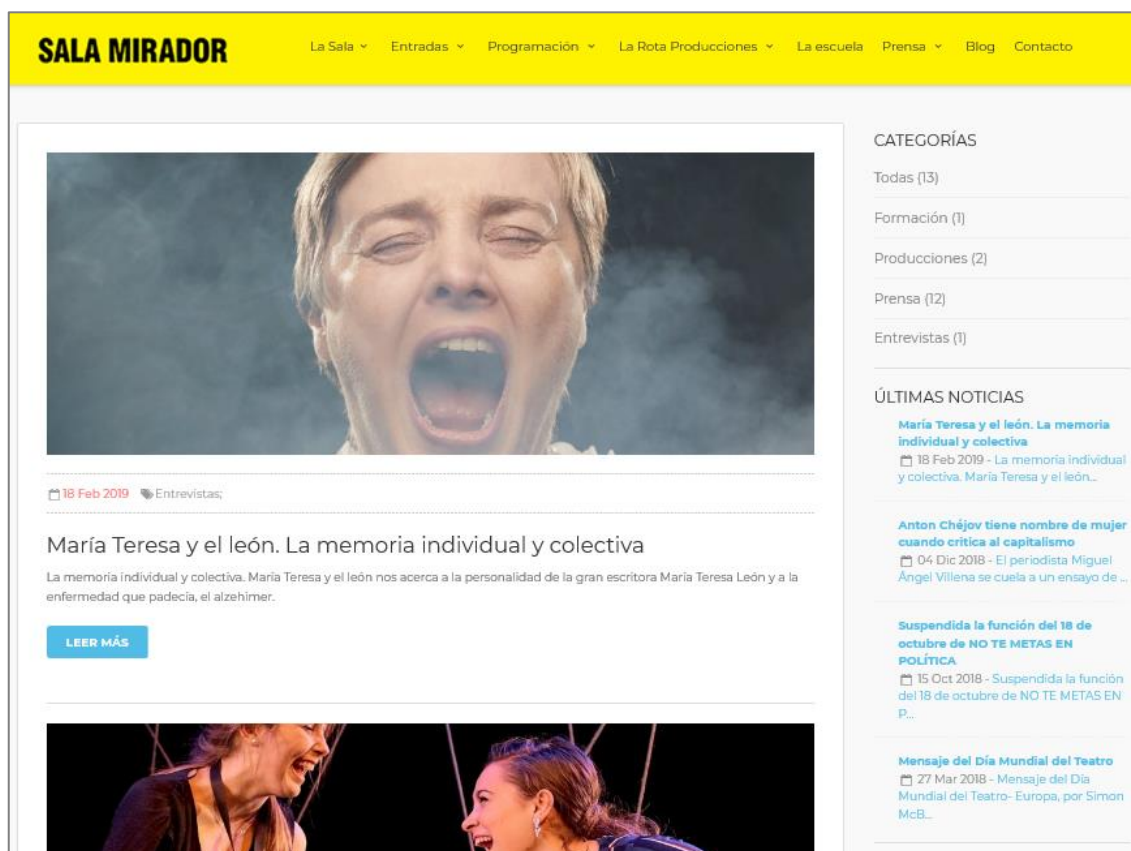 SALA MIRADOR
La Sala
Entradas
Programación
La Rota Producciones
La escuela
Prensa
Blog
Contacto
18 Feb 2019 Entrevistas;
María Teresa y el león. La memoria individual y colectiva
La memoria individual y colectiva. María Teresa y el león nos acerca a la personalidad de la gran escritora María Teresa León y a la
enfermedad que padecía, el alzehimer.
LEER MÁS
CATEGORÍAS
Todas (13)
Formación (1)
Producciones (2)
Prensa (12)
Entrevistas (1)
ÚLTIMAS NOTICIAS
María Teresa y el león. La memoria
individual y colectiva
18 Feb 2019 - La memoria individual
y colectiva. María Teresa y el león...
Anton Chéjov tiene nombre de mujer
cuando critica al capitalismo
04 Dic 2018 - El periodista Miguel
Ángel Villena se cuela a un ensayo de ...
Suspendida la función del 18 de
octubre de NO TE METAS EN
POLÍTICA
15 Oct 2018 - Suspendida la función
del 18 de octubre de NO TE METAS EN
P...
Mensaje del Día Mundial del Teatro
27 Mar 2018 - Mensaje del Día
Mundial del Teatro- Europa, por Simon
McB...